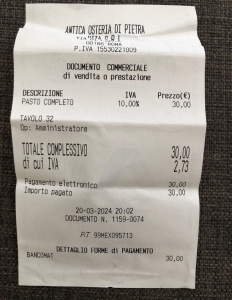 ANTICA OSTERIA DI PIETRA
S.R.L
00186 ROMA
P.IVA 15530221009
DOCUMENTO COMMERCIALE
di vendita o prestazione
DESCRIZIONE IVA Prezzo(€)
PASTO COMPLETO 10,00% 30,00
TAVOLO 32
Op: Amministratore
TOTALE COMPLESSIVO 30,00
di cui IVA 2,73
Pagamento elettronico 30,00
Importo pagato 30,00
20-03-2024 20:02
DOCUMENTO N. 1159-0074
RT 99MEX095713
DETTAGLIO FORME di PAGAMENTO
BANCOMAT 30,00